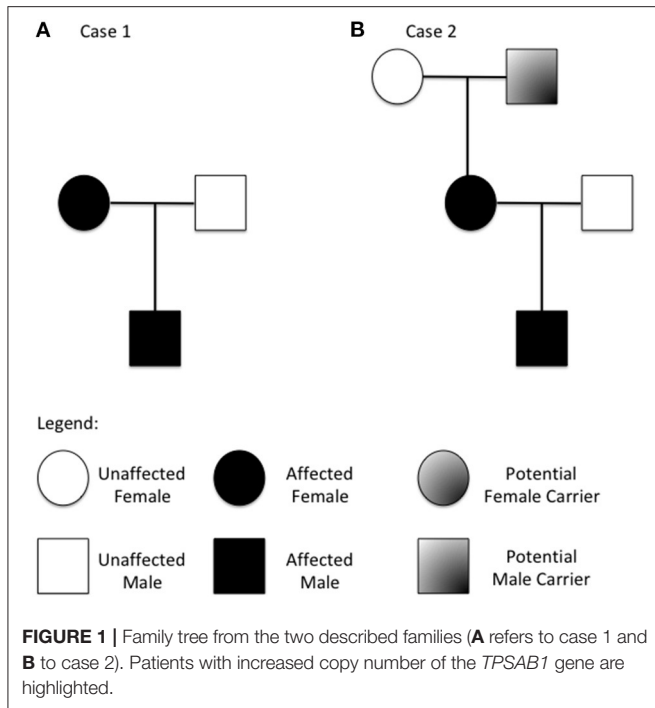 A Case 1
B Case 2
Legend:
Unaffected Female
Affected Female
Potential Female Carrier
Unaffected Male
Affected Male
Potential Male Carrier
FIGURE 1 | Family tree from the two described families (A refers to case 1 and
B to case 2). Patients with increased copy number of the TPSAB1 gene are
highlighted.